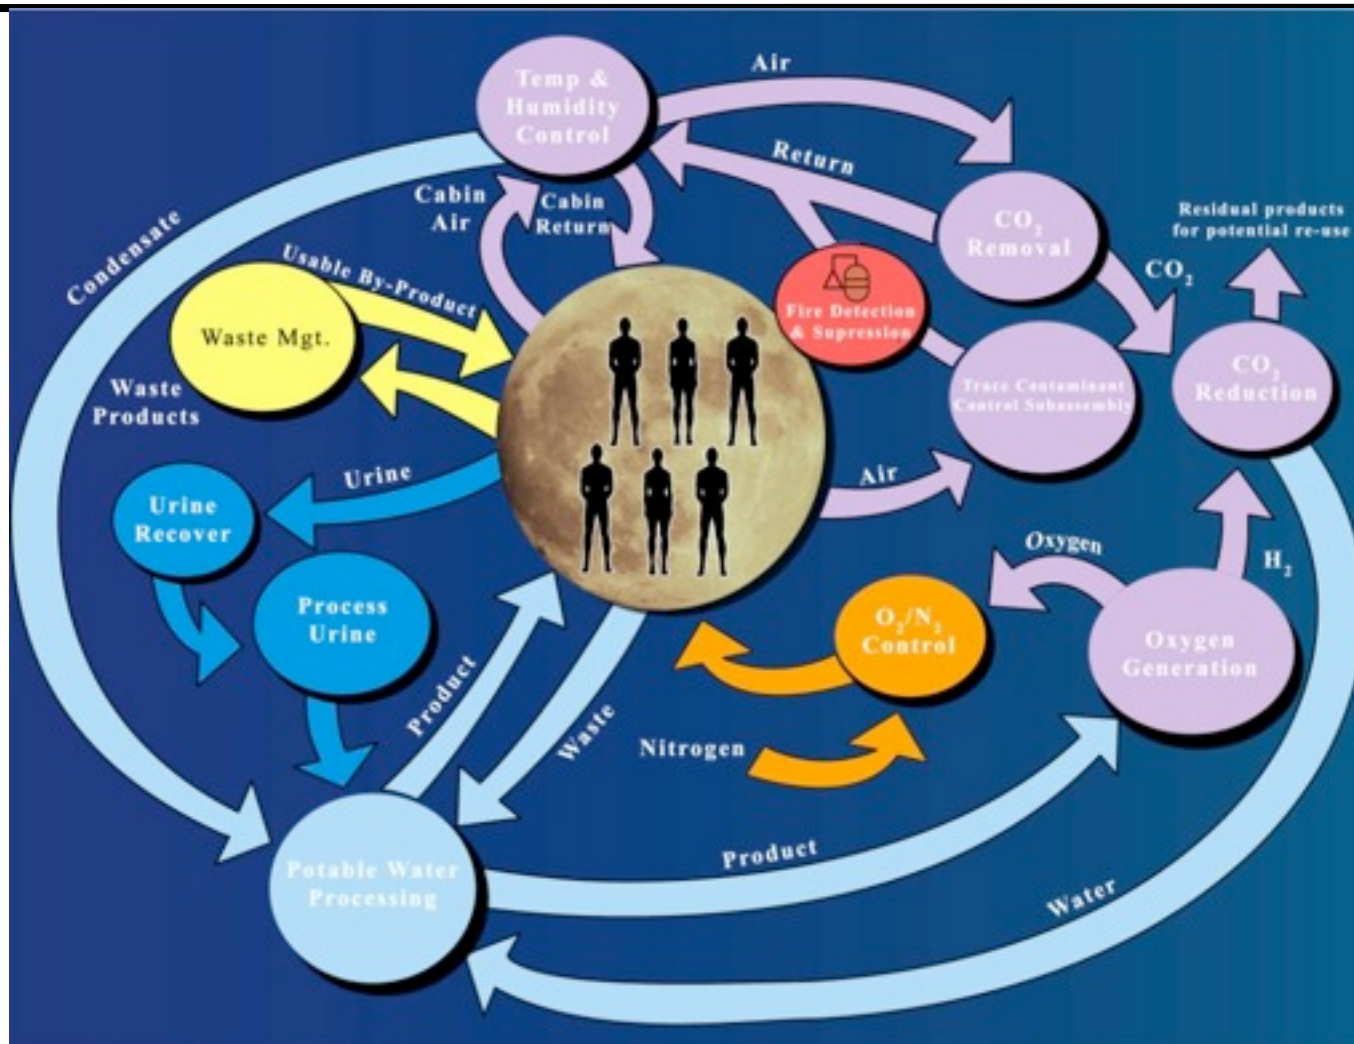 Temp &
Humidity
Control
Air
Return
Cabin
Air
Cabin
Return
Condensate
Usable By-Product
Waste Mgt.
Waste
Products
CO₂
Removal
Residual products
for potential re-use
CO₂
Fire Detection
& Supression
Trace Contaminant
Control Subassembly
CO₂
Reduction
Urine
Air
Urine
Recover
Process
Urine
Oxygen
H₂
O₂/N₂
Control
Oxygen
Generation
Product
Waste
Nitrogen
Potable Water
Processing
Product
Water